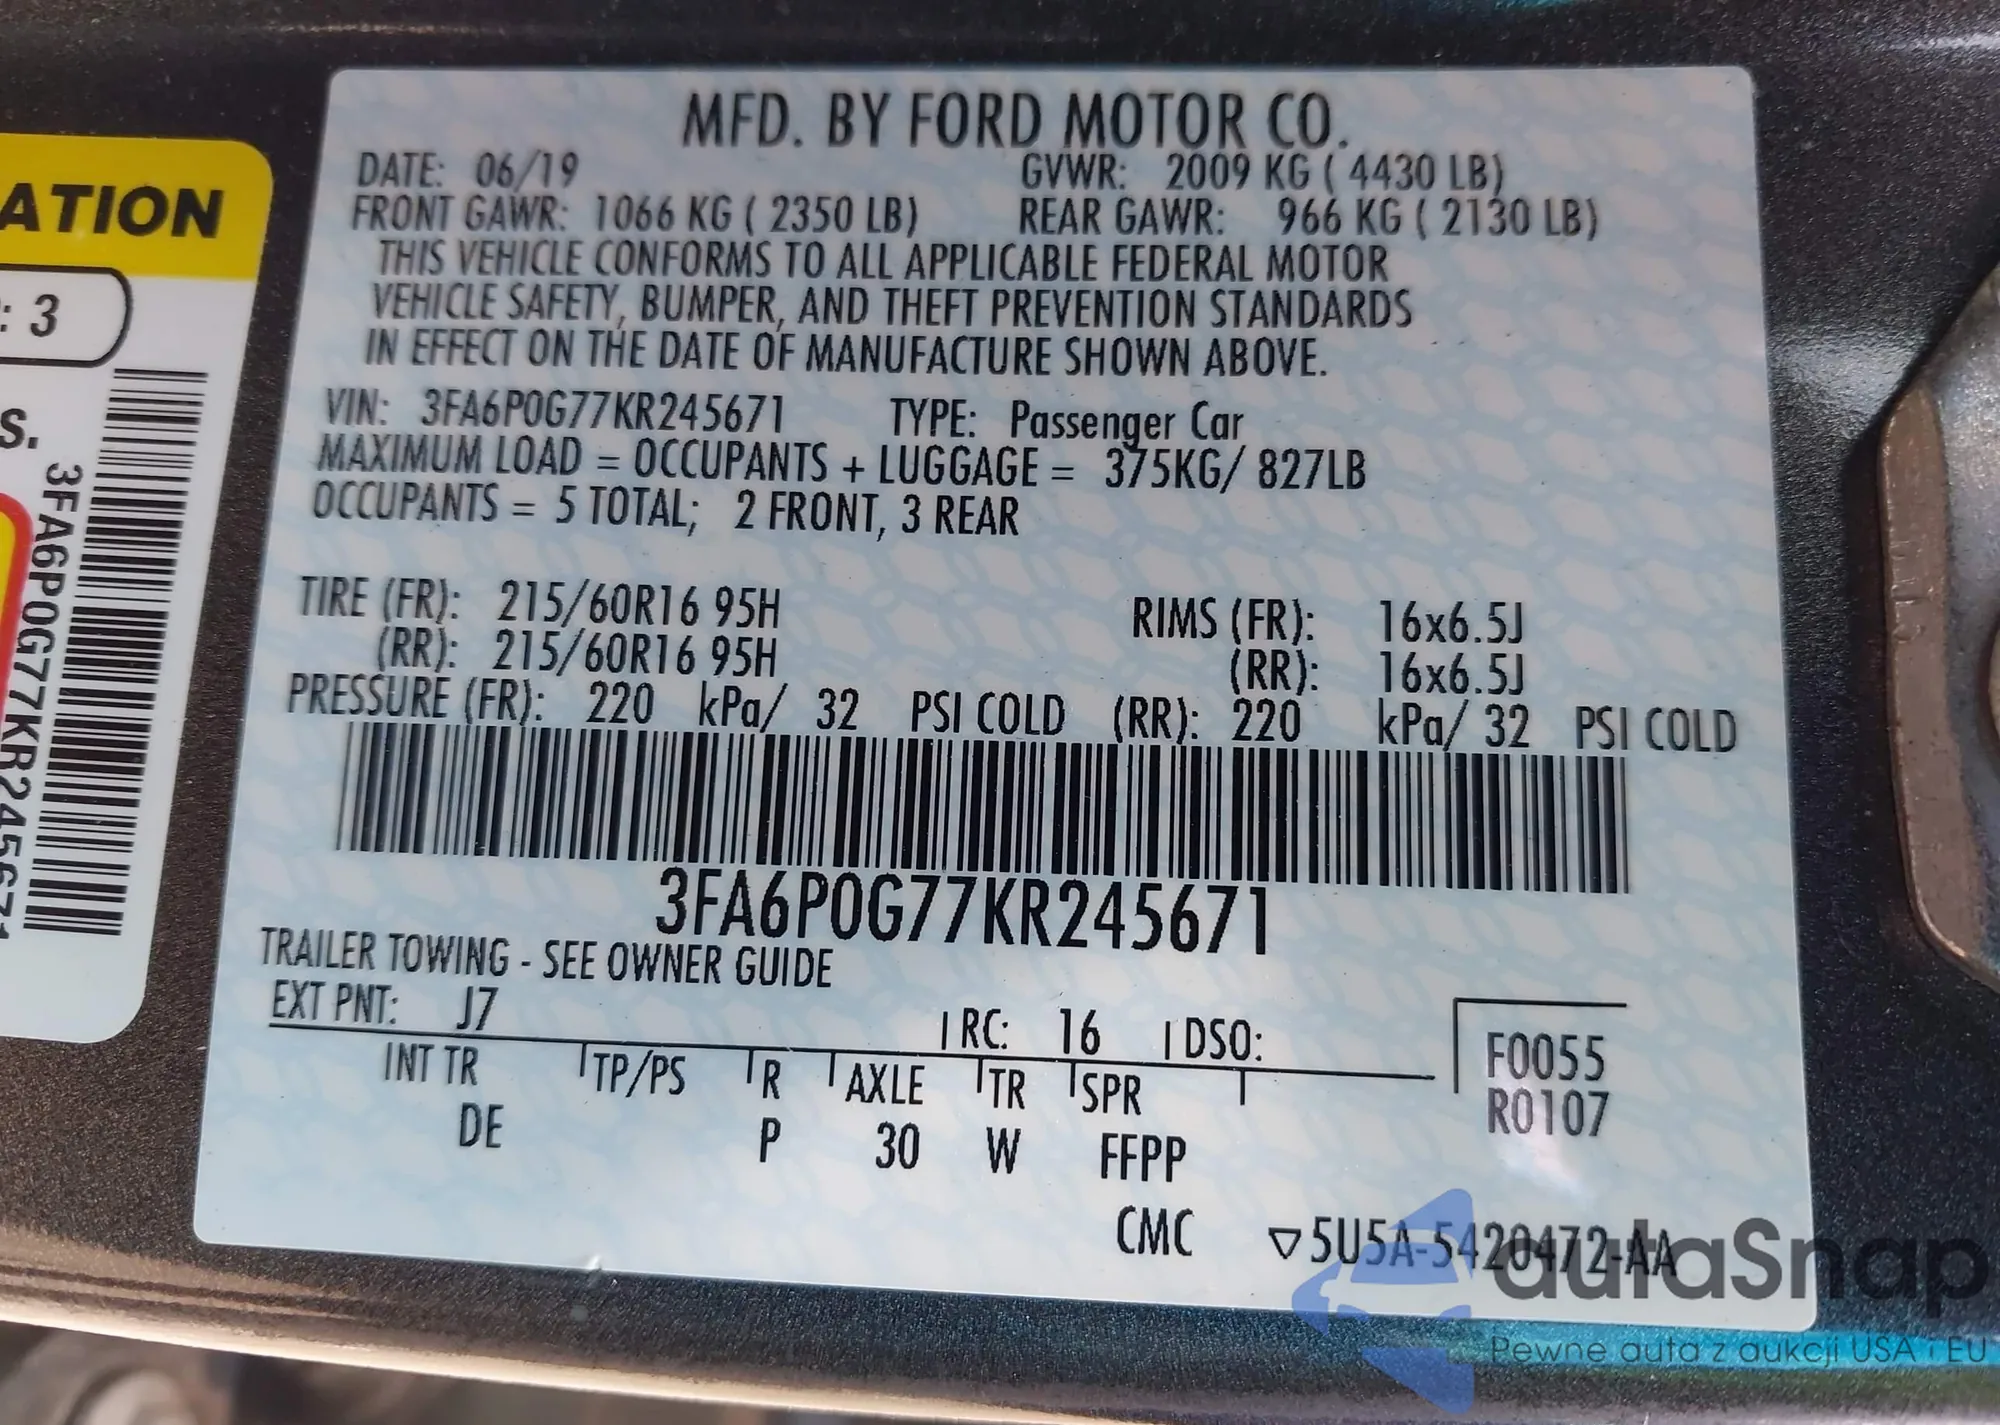 MFD. BY FORD MOTOR CO.
DATE: 06/19 GVWR: 2009 KG ( 4430 LB)
FRONT GAWR: 1066 KG ( 2350 LB) REAR GAWR: 966 KG ( 2130 LB)
THIS VEHICLE CONFORMS TO ALL APPLICABLE FEDERAL MOTOR
VEHICLE SAFETY, BUMPER, AND THEFT PREVENTION STANDARDS
IN EFFECT ON THE DATE OF MANUFACTURE SHOWN ABOVE.
VIN: 3FA6P0G77KR245671 TYPE: Passenger Car
MAXIMUM LOAD = OCCUPANTS + LUGGAGE = 375KG/ 827LB
OCCUPANTS = 5 TOTAL; 2 FRONT, 3 REAR
TIRE (FR): 215/60R16 95H RIMS (FR): 16x6.5J
(RR): 215/60R16 95H (RR): 16x6.5J
PRESSURE (FR): 220 kPa/ 32 PSI COLD (RR): 220 kPa/ 32 PSI COLD
3FA6P0G77KR245671
TRAILER TOWING - SEE OWNER GUIDE
EXT PNT: J7 RC: 16 DSO:
INT TR TP/PS R AXLE TR SPR
DE P 30 W FFPP
F0055
R0107
CMC ▽5U5A-5420472-AA
ATION
: 3
S.
3FA6P0G77KR245671
autaSnap
Pewne auta z aukcji USA i EU